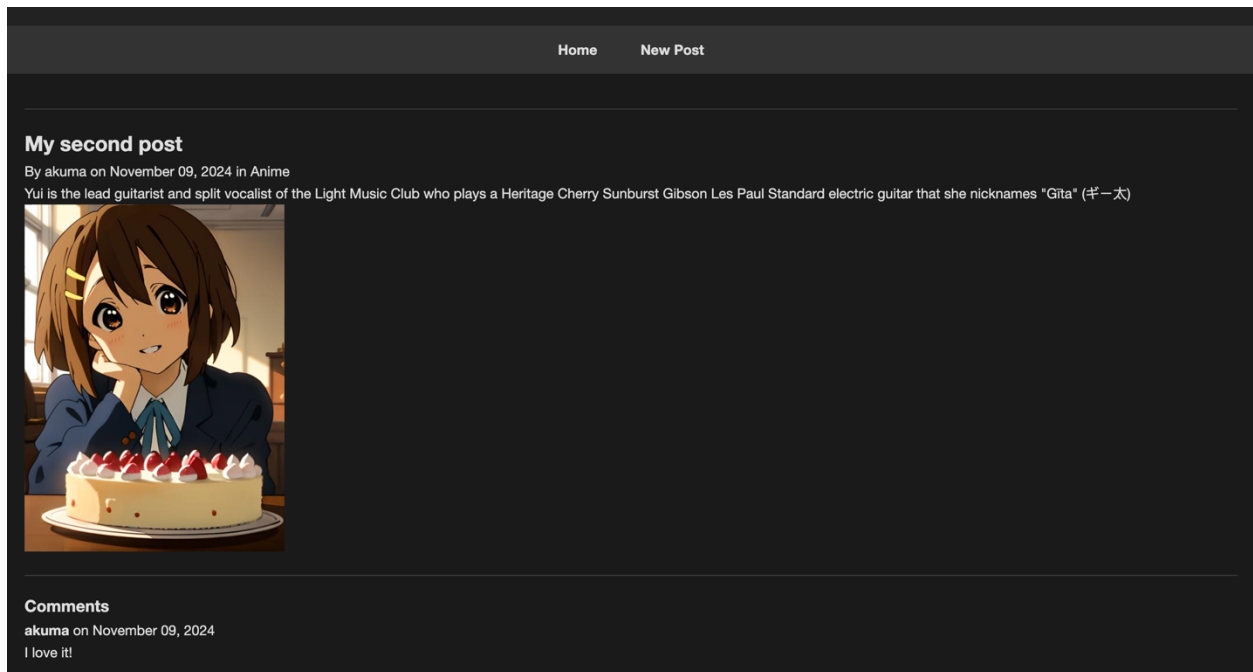 Home New Post
My second post
By akuma on November 09, 2024 in Anime
Yui is the lead guitarist and split vocalist of the Light Music Club who plays a Heritage Cherry Sunburst Gibson Les Paul Standard electric guitar that she nicknames "Gīta" (ギー太)
Comments
akuma on November 09, 2024
I love it!